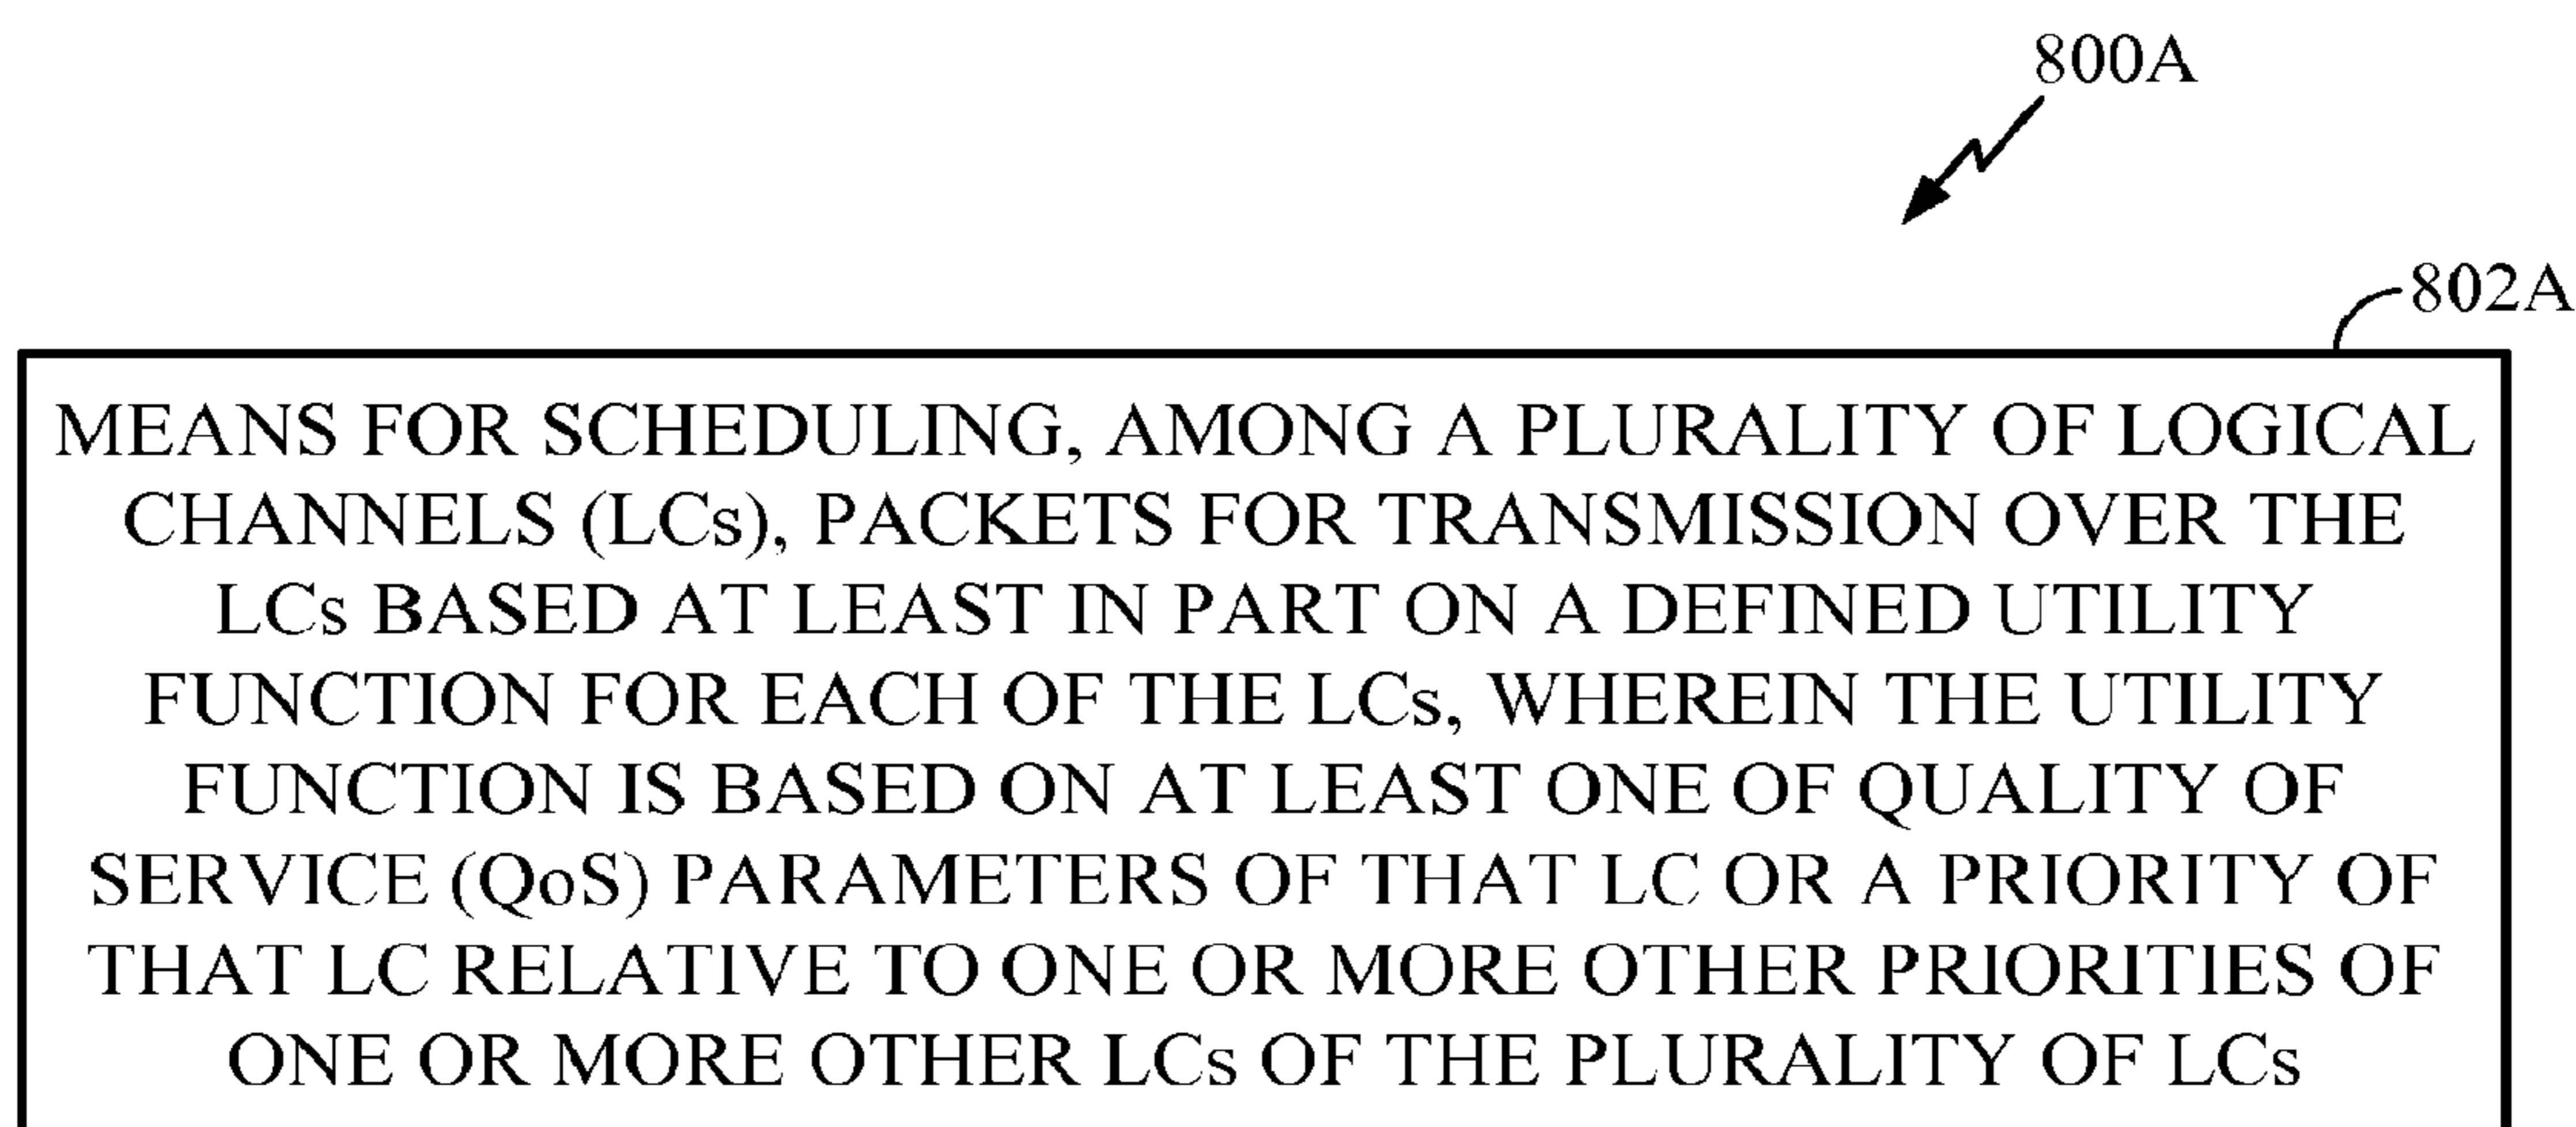 800A
802A
MEANS FOR SCHEDULING, AMONG A PLURALITY OF LOGICAL
CHANNELS (LCs), PACKETS FOR TRANSMISSION OVER THE
LCs BASED AT LEAST IN PART ON A DEFINED UTILITY
FUNCTION FOR EACH OF THE LCs, WHEREIN THE UTILITY
FUNCTION IS BASED ON AT LEAST ONE OF QUALITY OF
SERVICE (QoS) PARAMETERS OF THAT LC OR A PRIORITY OF
THAT LC RELATIVE TO ONE OR MORE OTHER PRIORITIES OF
ONE OR MORE OTHER LCs OF THE PLURALITY OF LCs